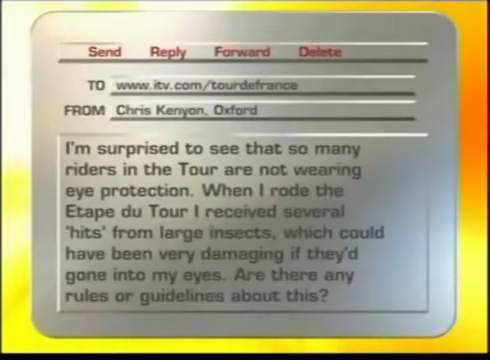 Send Reply Forward Delete
TO www.itv.com/tourdefrance
FROM Chris Kenyon, Oxford
I'm surprised to see that so many
riders in the Tour are not wearing
eye protection. When I rode the
Etape du Tour I received several
'hits' from large insects, which could
have been very damaging if they'd
gone into my eyes. Are there any
rules or guidelines about this?